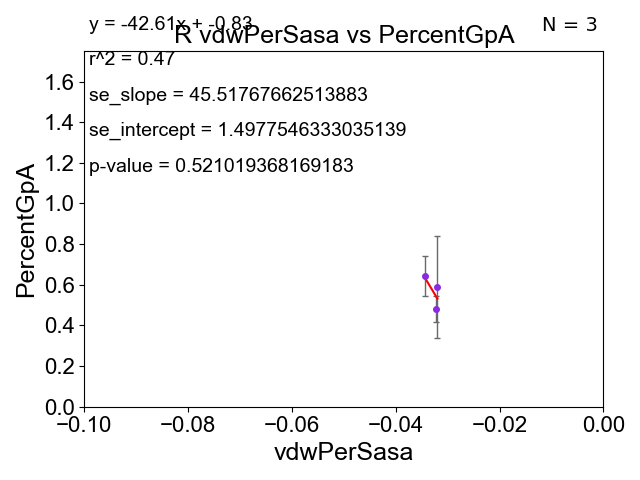 y = -42.61x + -0.83
N = 3
R vdwPerSasa vs PercentGpA
r^2 = 0.47
se_slope = 45.51767662513883
se_intercept = 1.4977546333035139
p-value = 0.521019368169183
PercentGpA
1.6
1.4
1.2
1.0
0.8
0.6
0.4
0.2
0.0
−0.10 −0.08 −0.06 −0.04 −0.02 0.00
vdwPerSasa